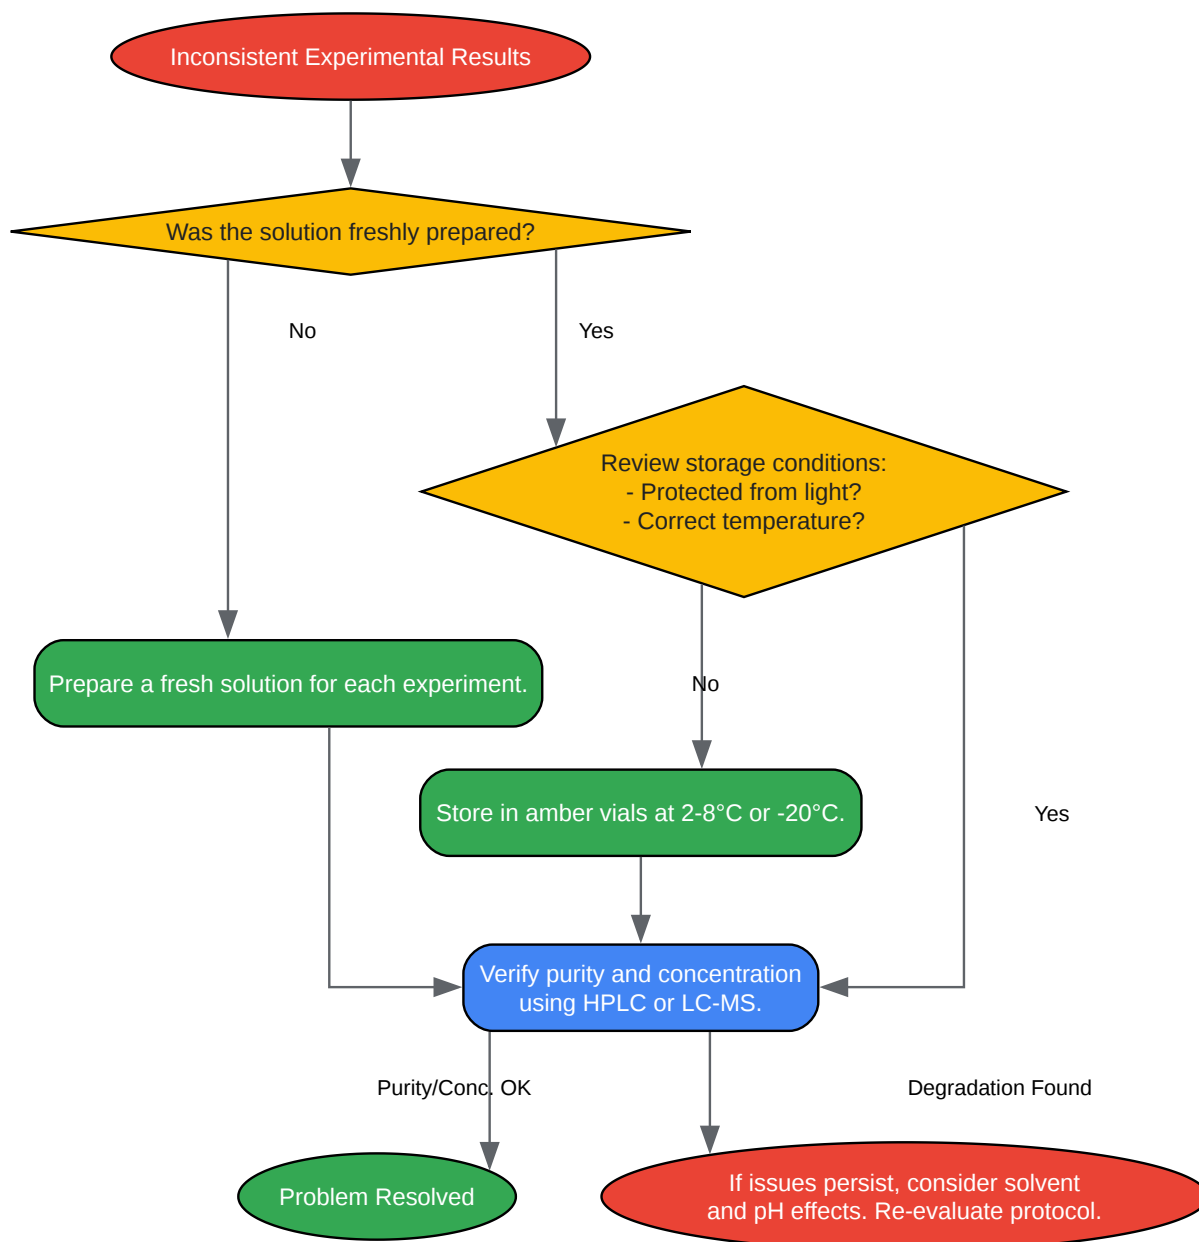 Inconsistent Experimental Results
Was the solution freshly prepared?
No
Yes
Review storage conditions:
- Protected from light?
- Correct temperature?
Prepare a fresh solution for each experiment.
No
Store in amber vials at 2-8°C or -20°C.
Yes
Verify purity and concentration
using HPLC or LC-MS.
Purity/Conc. OK
Degradation Found
Problem Resolved
If issues persist, consider solvent
and pH effects. Re-evaluate protocol.